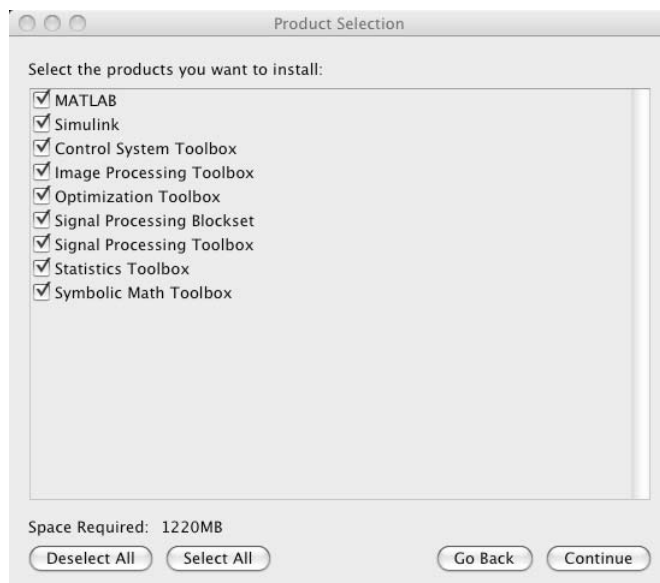 Product Selection
Select the products you want to install:
MATLAB
Simulink
Control System Toolbox
Image Processing Toolbox
Optimization Toolbox
Signal Processing Blockset
Signal Processing Toolbox
Statistics Toolbox
Symbolic Math Toolbox
Space Required: 1220MB
Deselect All Select All Go Back Continue